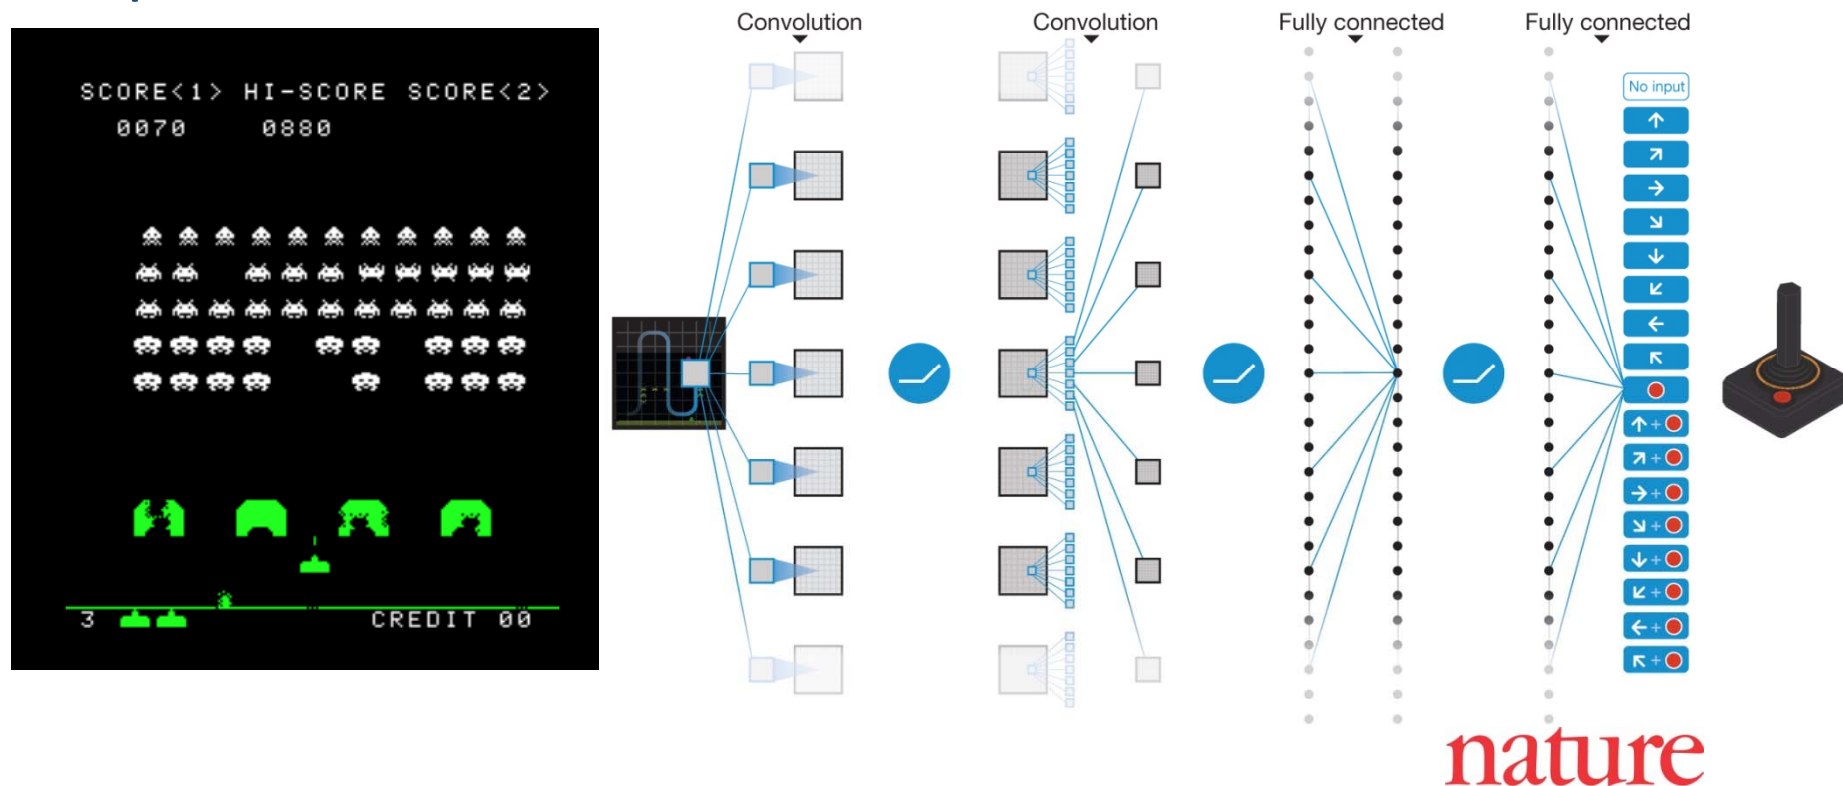 SCORE<1> HI-SCORE SCORE<2>
0070 0880
3 CREDIT 00
Convolution
Convolution
Fully connected
Fully connected
No input
↑
↗
→
↘
↓
↙
←
↖
↑+
↗+
→+
↘+
↓+
↙+
←+
↖+
nature